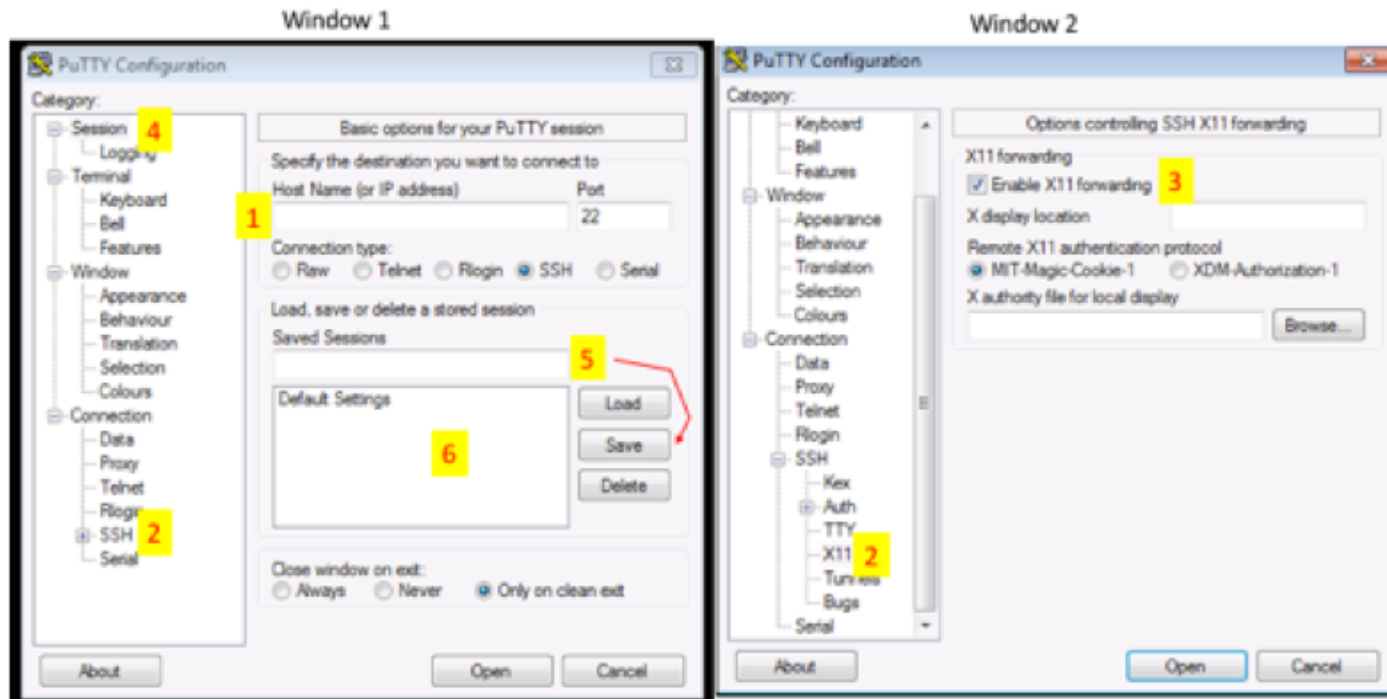 Window 1
PuTTY Configuration
Category:
Session 4
Logging
Terminal
Keyboard
Bell
Features
Window
Appearance
Behaviour
Translation
Selection
Colours
Connection
Data
Proxy
Telnet
Rlogin
SSH 2
Serial
Basic options for your PuTTY session
Specify the destination you want to connect to
Host Name (or IP address) Port
1 22
Connection type:
Raw Telnet Rlogin SSH Serial
Load, save or delete a stored session
Saved Sessions
5
Default Settings Load
6 Save
Delete
Close window on exit:
Always Never Only on clean exit
About Open Cancel
Window 2
PuTTY Configuration
Category:
Keyboard
Bell
Features
Window
Appearance
Behaviour
Translation
Selection
Colours
Connection
Data
Proxy
Telnet
Rlogin
SSH
Kex
Auth
TTY
X11 2
Tunnels
Bugs
Serial
Options controlling SSH X11 forwarding
X11 forwarding
Enable X11 forwarding 3
X display location
Remote X11 authentication protocol
MIT-Magic-Cookie-1 XDM-Authorization-1
X authority file for local display
Browse...
About Open Cancel